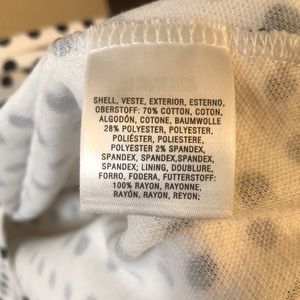 SHELL, VESTE, EXTERIOR, ESTERNO,
OBERSTOFF: 70% COTTON, COTON,
ALGODÓN, COTONE, BAUMWOLLE
28% POLYESTER, POLYESTER,
POLIÉSTER, POLIESTERE,
POLYESTER 2% SPANDEX,
SPANDEX, SPANDEX,SPANDEX,
SPANDEX; LINING, DOUBLURE,
FORRO, FODERA, FUTTERSTOFF:
100% RAYON, RAYONNE,
RAYÓN, RAYON, REYON;